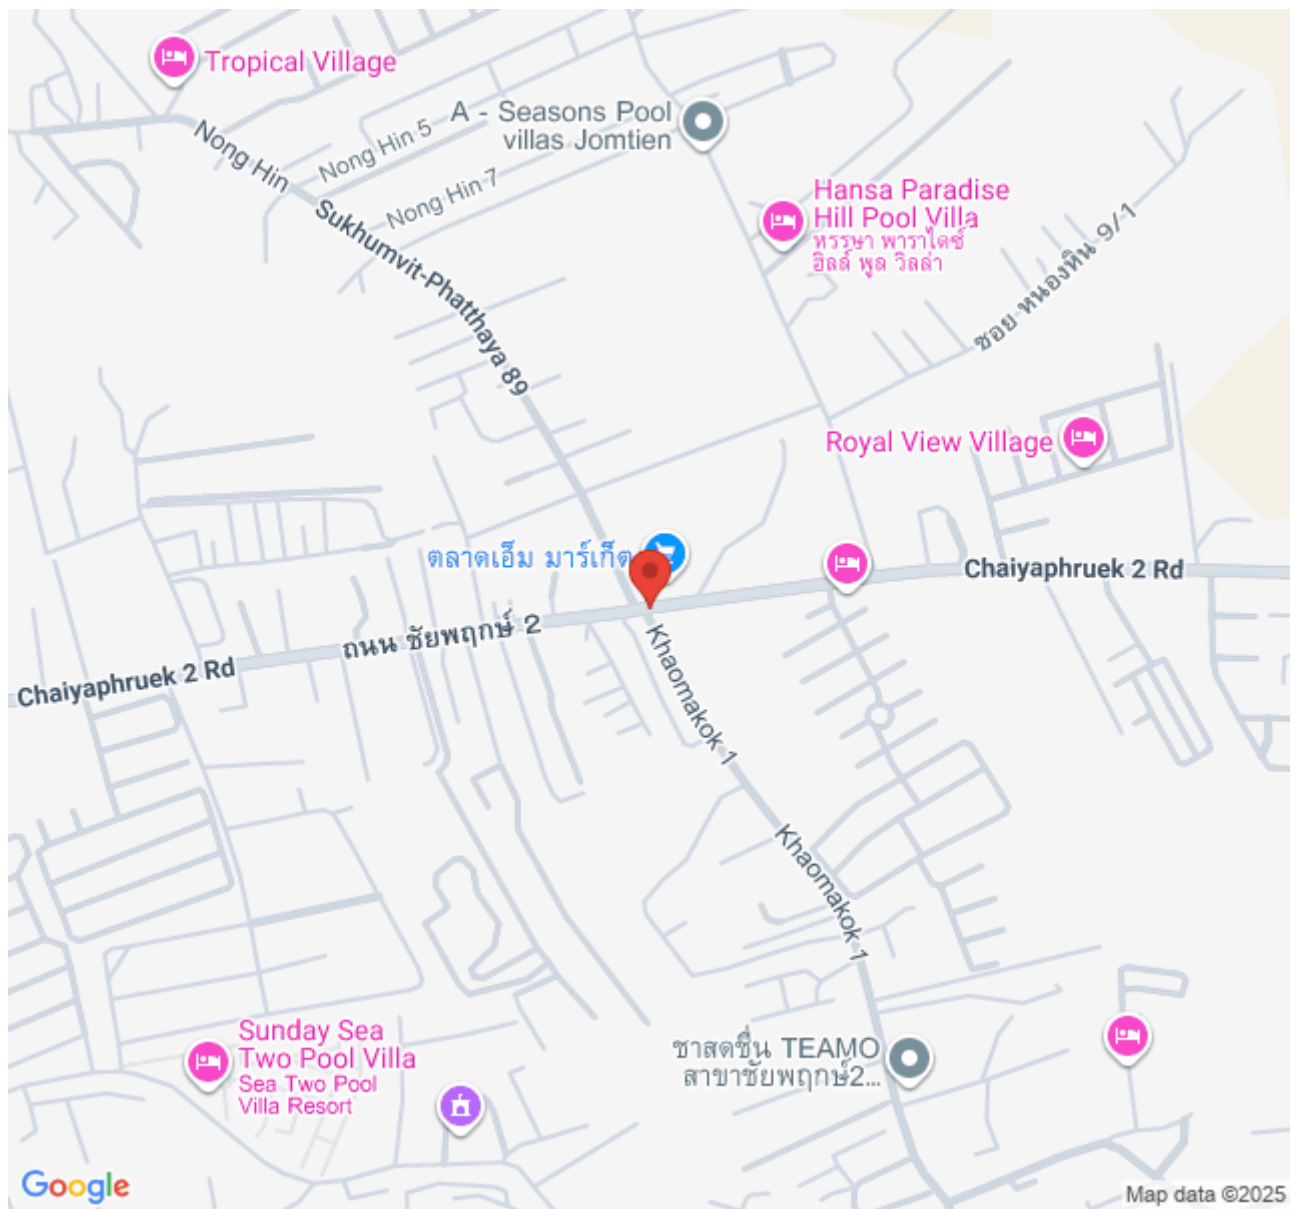 Tropical Village
A - Seasons Pool
villas Jomtien
Nong Hin
Nong Hin 5
Nong Hin 7
Hansa Paradise
Hill Pool Villa
หรรษา พาราไดซ์
ฮิลล์ พูล วิลล่า
Sukhumvit-Phatthaya 89
ซอย หนองหิน 9/1
Royal View Village
ตลาดเอ็ม มาร์เก็ต
Chaiyaphruek 2 Rd
ถนน ชัยพฤกษ์ 2
Chaiyaphruek 2 Rd
Khaomakok 1
Khaomakok 1
Sunday Sea
Two Pool Villa
Sea Two Pool
Villa Resort
ชาสดชื่น TEAMO
สาขาชัยพฤกษ์2...
Google
Map data ©2025